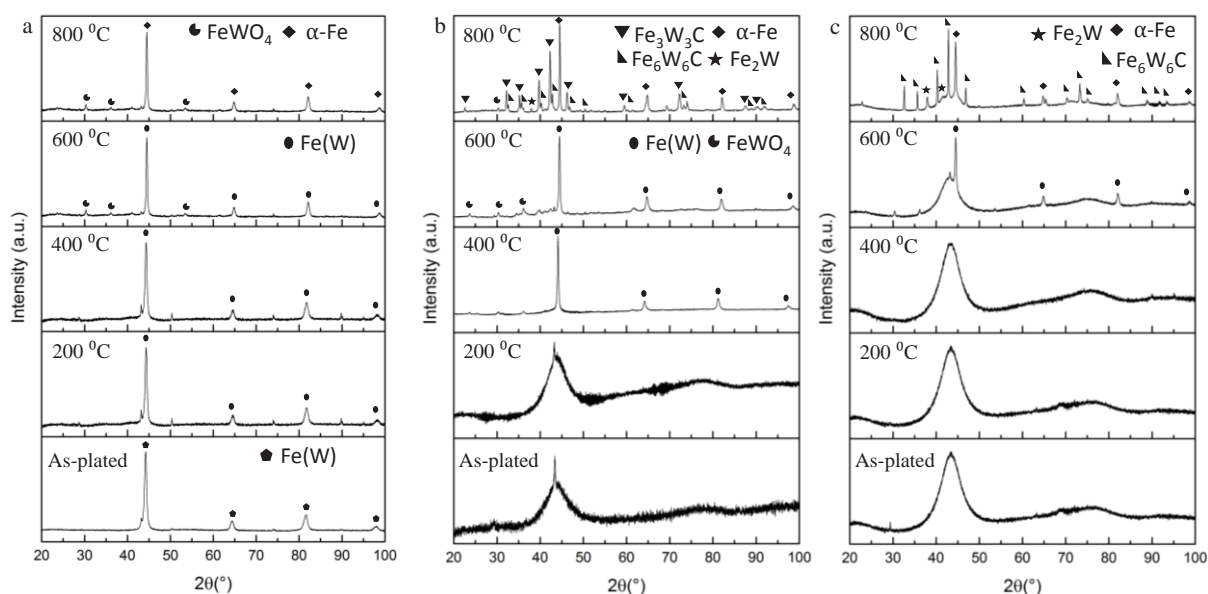 a
800 ⁰C
FeWO₄
α-Fe
600 ⁰C
Fe(W)
400 ⁰C
200 ⁰C
As-plated
Fe(W)
Intensity (a.u.)
20 30 40 50 60 70 80 90 100
2θ(°)
b
800 ⁰C
Fe₃W₃C
α-Fe
Fe₆W₆C
Fe₂W
600 ⁰C
Fe(W)
FeWO₄
400 ⁰C
200 ⁰C
As-plated
Intensity (a.u.)
20 30 40 50 60 70 80 90 100
2θ(°)
c
800 ⁰C
Fe₂W
α-Fe
Fe₆W₆C
600 ⁰C
400 ⁰C
200 ⁰C
As-plated
Intensity (a.u.)
20 30 40 50 60 70 80 90 100
2θ(°)